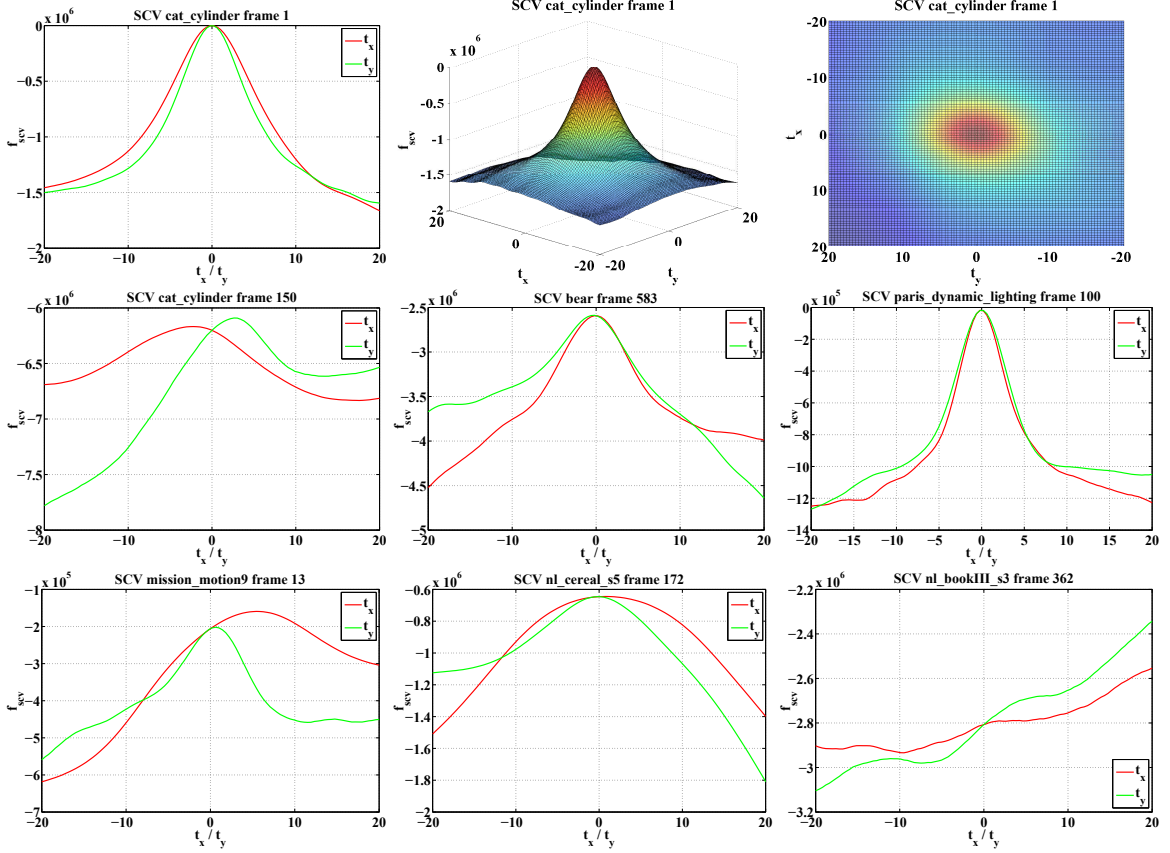 SCV cat_cylinder frame 1
x 10^6
0
−0.5
−1
−1.5
−2
f_scv
−20 −10 0 10 20
t_x / t_y
t_x
t_y
SCV cat_cylinder frame 1
x 10^6
0
−0.5
−1
−1.5
−2
f_scv
20 0 -20
t_x
-20 0 20
t_y
SCV cat_cylinder frame 1
-20
-10
0
10
20
t_x
20 10 0 -10 -20
t_y
SCV cat_cylinder frame 150
x 10^6
−6
−6.5
−7
−7.5
−8
f_scv
−20 −10 0 10 20
t_x / t_y
t_x
t_y
SCV bear frame 583
x 10^6
−2.5
−3
−3.5
−4
−4.5
−5
f_scv
−20 −10 0 10 20
t_x / t_y
t_x
t_y
SCV paris_dynamic_lighting frame 100
x 10^5
0
−2
−4
−6
−8
−10
−12
−14
f_scv
−20 −15 −10 −5 0 5 10 15 20
t_x / t_y
t_x
t_y
SCV mission_motion9 frame 13
x 10^5
−1
−2
−3
−4
−5
−6
−7
f_scv
−20 −10 0 10 20
t_x / t_y
t_x
t_y
SCV nl_cereal_s5 frame 172
x 10^6
−0.6
−0.8
−1
−1.2
−1.4
−1.6
−1.8
−2
f_scv
−20 −10 0 10 20
t_x / t_y
t_x
t_y
SCV nl_bookIII_s3 frame 362
x 10^6
−2.2
−2.4
−2.6
−2.8
−3
−3.2
f_scv
−20 −10 0 10 20
t_x / t_y
t_x
t_y